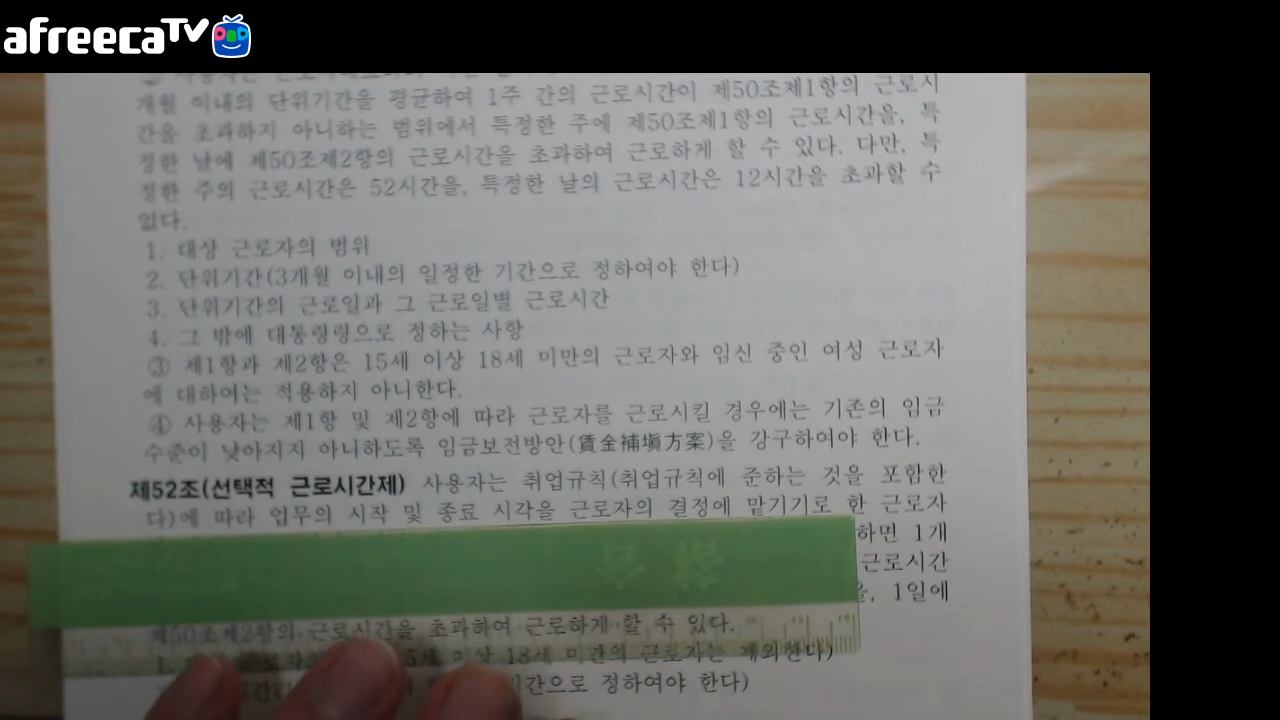 afreecaTV
개월 이내의 단위기간을 평균하여 1주 간의 근로시간이 제50조제1항의 근로시
간을 초과하지 아니하는 범위에서 특정한 주에 제50조제1항의 근로시간을, 특
정한 날에 제50조제2항의 근로시간을 초과하여 근로하게 할 수 있다. 다만, 특
정한 주의 근로시간은 52시간을, 특정한 날의 근로시간은 12시간을 초과할 수
없다.
1. 대상 근로자의 범위
2. 단위기간(3개월 이내의 일정한 기간으로 정하여야 한다)
3. 단위기간의 근로일과 그 근로일별 근로시간
4. 그 밖에 대통령령으로 정하는 사항
③ 제1항과 제2항은 15세 이상 18세 미만의 근로자와 임신 중인 여성 근로자
에 대하여는 적용하지 아니한다.
④ 사용자는 제1항 및 제2항에 따라 근로자를 근로시킬 경우에는 기존의 임금
수준이 낮아지지 아니하도록 임금보전방안(賃金補塡方案)을 강구하여야 한다.
제52조(선택적 근로시간제) 사용자는 취업규칙(취업규칙에 준하는 것을 포함한
다)에 따라 업무의 시작 및 종료 시각을 근로자의 결정에 맡기기로 한 근로자
하면 1개
근로시간
을, 1일에
제50조제2항의 근로시간을 초과하여 근로하게 할 수 있다.
1. 이상 18세 미만의 근로자는 제외한다)
기간으로 정하여야 한다)